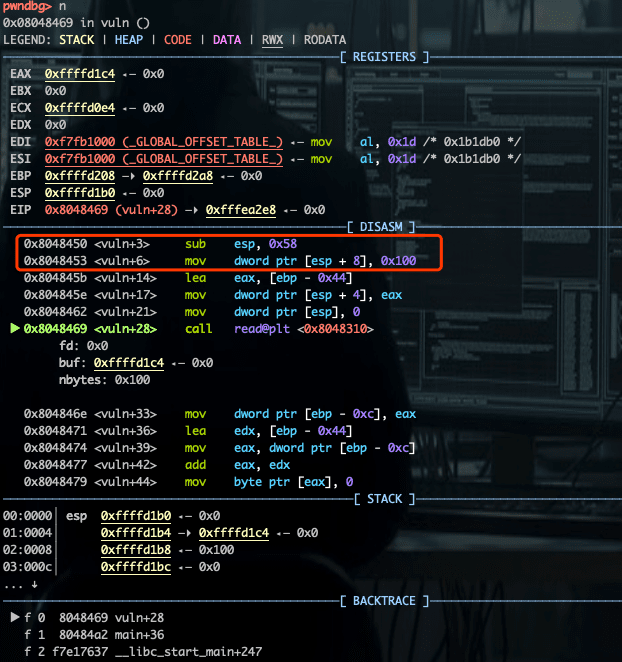 pwndbg> n
0x08048469 in vuln ()
LEGEND: STACK | HEAP | CODE | DATA | RWX | RODATA
[ REGISTERS ]
EAX  0xffffd1c4 ◂— 0x0
EBX  0x0
ECX  0xffffd0e4 ◂— 0x0
EDX  0x0
EDI  0xf7fb1000 (_GLOBAL_OFFSET_TABLE_) ◂— mov    al, 0x1d /* 0x1b1db0 */
ESI  0xf7fb1000 (_GLOBAL_OFFSET_TABLE_) ◂— mov    al, 0x1d /* 0x1b1db0 */
EBP  0xffffd208 —▸ 0xffffd2a8 ◂— 0x0
ESP  0xffffd1b0 ◂— 0x0
EIP  0x8048469 (vuln+28) —▸ 0xfffea2e8 ◂— 0x0
[ DISASM ]
0x8048450 <vuln+3>     sub    esp, 0x58
0x8048453 <vuln+6>     mov    dword ptr [esp + 8], 0x100
0x804845b <vuln+14>    lea    eax, [ebp - 0x44]
0x804845e <vuln+17>    mov    dword ptr [esp + 4], eax
0x8048462 <vuln+21>    mov    dword ptr [esp], 0
► 0x8048469 <vuln+28>    call   read@plt <0x8048310>
fd: 0x0
buf: 0xffffd1c4 ◂— 0x0
nbytes: 0x100
0x804846e <vuln+33>    mov    dword ptr [ebp - 0xc], eax
0x8048471 <vuln+36>    lea    edx, [ebp - 0x44]
0x8048474 <vuln+39>    mov    eax, dword ptr [ebp - 0xc]
0x8048477 <vuln+42>    add    eax, edx
0x8048479 <vuln+44>    mov    byte ptr [eax], 0
[ STACK ]
00:0000│ esp  0xffffd1b0 ◂— 0x0
01:0004│      0xffffd1b4 —▸ 0xffffd1c4 ◂— 0x0
02:0008│      0xffffd1b8 ◂— 0x100
03:000c│      0xffffd1bc ◂— 0x0
... ↓
[ BACKTRACE ]
► f 0  8048469 vuln+28
f 1  80484a2 main+36
f 2 f7e17637 __libc_start_main+247